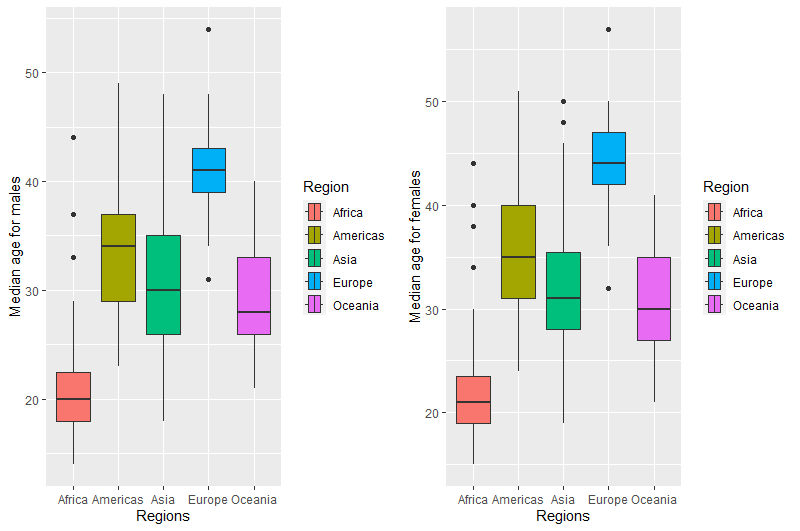 Median age for males
50
40
30
20
Africa Americas Asia Europe Oceania
Regions
Region
Africa
Americas
Asia
Europe
Oceania
Median age for females
50
40
30
20
Africa Americas Asia Europe Oceania
Regions
Region
Africa
Americas
Asia
Europe
Oceania